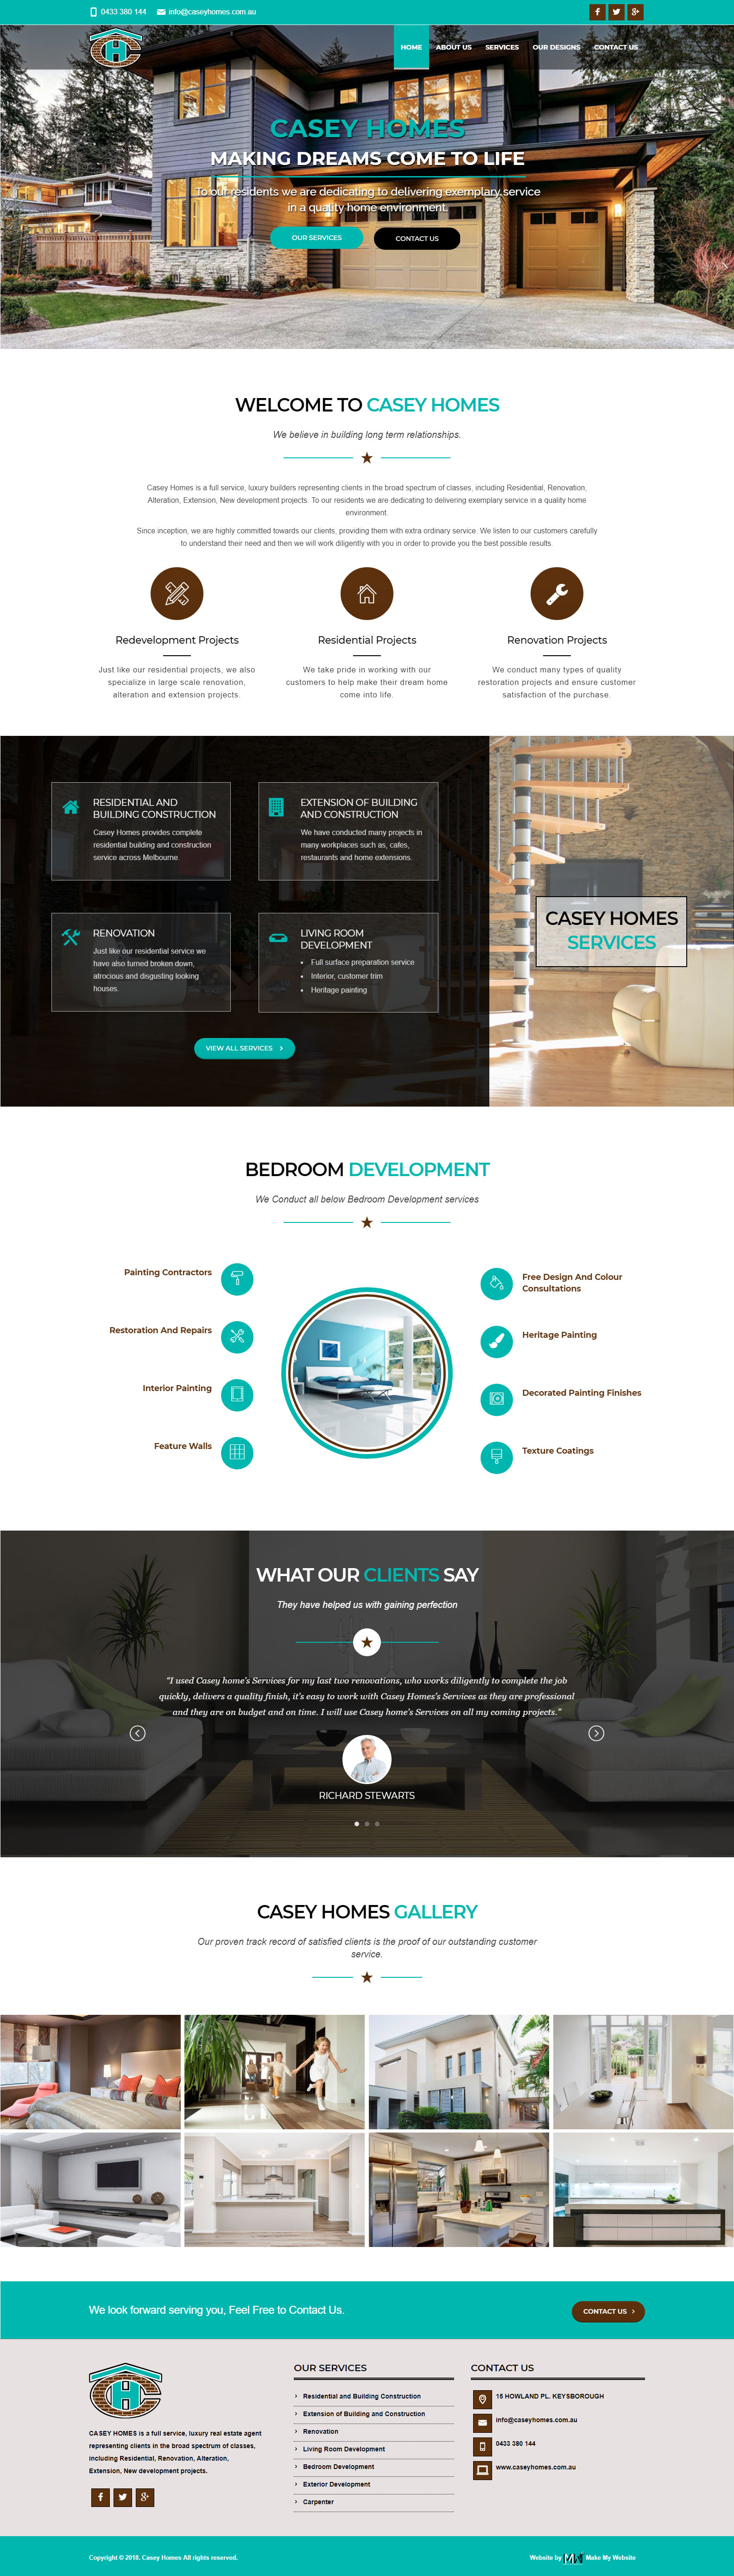 0433 380 144 info@caseyhomes.com.au
HOME ABOUT US SERVICES OUR DESIGNS CONTACT US
CASEY HOMES
MAKING DREAMS COME TO LIFE
To our residents we are dedicating to delivering exemplary service
in a quality home environment.
OUR SERVICES CONTACT US
WELCOME TO CASEY HOMES
We believe in building long term relationships.
Casey Homes is a full service, luxury builders representing clients in the broad spectrum of classes, including Residential, Renovation,
Alteration, Extension, New development projects. To our residents we are dedicating to delivering exemplary service in a quality home
environment.
Since inception, we are highly committed towards our clients, providing them with extra ordinary service. We listen to our customers carefully
to understand their need and then we will work diligently with you in order to provide you the best possible results.
Redevelopment Projects
Just like our residential projects, we also
specialize in large scale renovation,
alteration and extension projects.
Residential Projects
We take pride in working with our
customers to help make their dream home
come into life.
Renovation Projects
We conduct many types of quality
restoration projects and ensure customer
satisfaction of the purchase.
RESIDENTIAL AND
BUILDING CONSTRUCTION
Casey Homes provides complete
residential building and construction
service across Melbourne.
EXTENSION OF BUILDING
AND CONSTRUCTION
We have conducted many projects in
many workplaces such as, cafes,
restaurants and home extensions.
RENOVATION
Just like our residential service we
have also turned broken down,
atrocious and disgusting looking
houses.
LIVING ROOM
DEVELOPMENT
• Full surface preparation service
• Interior, customer trim
• Heritage painting
VIEW ALL SERVICES
CASEY HOMES
SERVICES
BEDROOM DEVELOPMENT
We Conduct all below Bedroom Development services
Painting Contractors
Restoration And Repairs
Interior Painting
Feature Walls
Free Design And Colour
Consultations
Heritage Painting
Decorated Painting Finishes
Texture Coatings
WHAT OUR CLIENTS SAY
They have helped us with gaining perfection
"I used Casey home's Services for my last two renovations, who works diligently to complete the job
quickly, delivers a quality finish, it's easy to work with Casey Homes's Services as they are professional
and they are on budget and on time. I will use Casey home's Services on all my coming projects."
RICHARD STEWARTS
CASEY HOMES GALLERY
Our proven track record of satisfied clients is the proof of our outstanding customer
service.
We look forward serving you, Feel Free to Contact Us.
CONTACT US
CASEY HOMES is a full service, luxury real estate agent
representing clients in the broad spectrum of classes,
including Residential, Renovation, Alteration,
Extension, New development projects.
OUR SERVICES
Residential and Building Construction
Extension of Building and Construction
Renovation
Living Room Development
Bedroom Development
Exterior Development
Carpenter
CONTACT US
15 HOWLAND PL. KEYSBOROUGH
info@caseyhomes.com.au
0433 380 144
www.caseyhomes.com.au
Copyright © 2018. Casey Homes All rights reserved.
Website by Make My Website